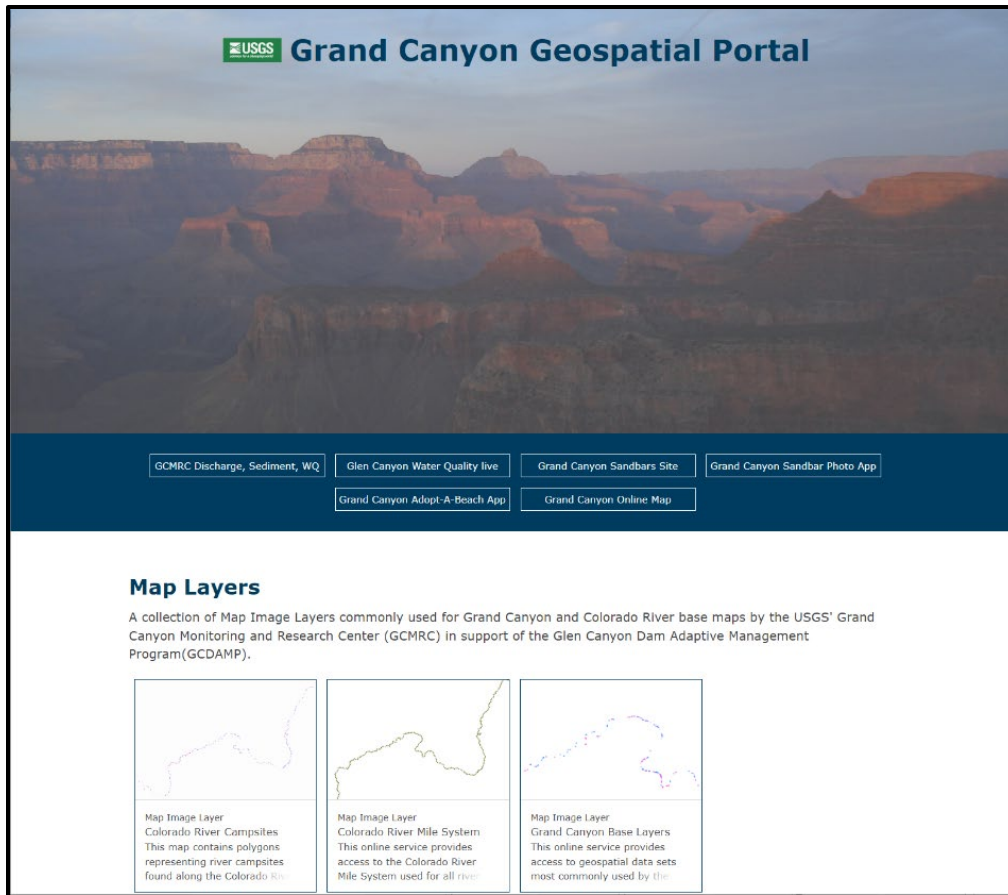 USGS Grand Canyon Geospatial Portal
GCMRC Discharge, Sediment, WQ
Glen Canyon Water Quality live
Grand Canyon Sandbars Site
Grand Canyon Sandbar Photo App
Grand Canyon Adopt-A-Beach App
Grand Canyon Online Map
Map Layers
A collection of Map Image Layers commonly used for Grand Canyon and Colorado River base maps by the USGS' Grand
Canyon Monitoring and Research Center (GCMRC) in support of the Glen Canyon Dam Adaptive Management
Program(GCDAMP).
Map Image Layer
Colorado River Campsites
This map contains polygons
representing river campsites
found along the Colorado
Map Image Layer
Colorado River Mile System
This online service provides
access to the Colorado River
Mile System used for all river
Map Image Layer
Grand Canyon Base Layers
This online service provides
access to geospatial data sets
most commonly used by the